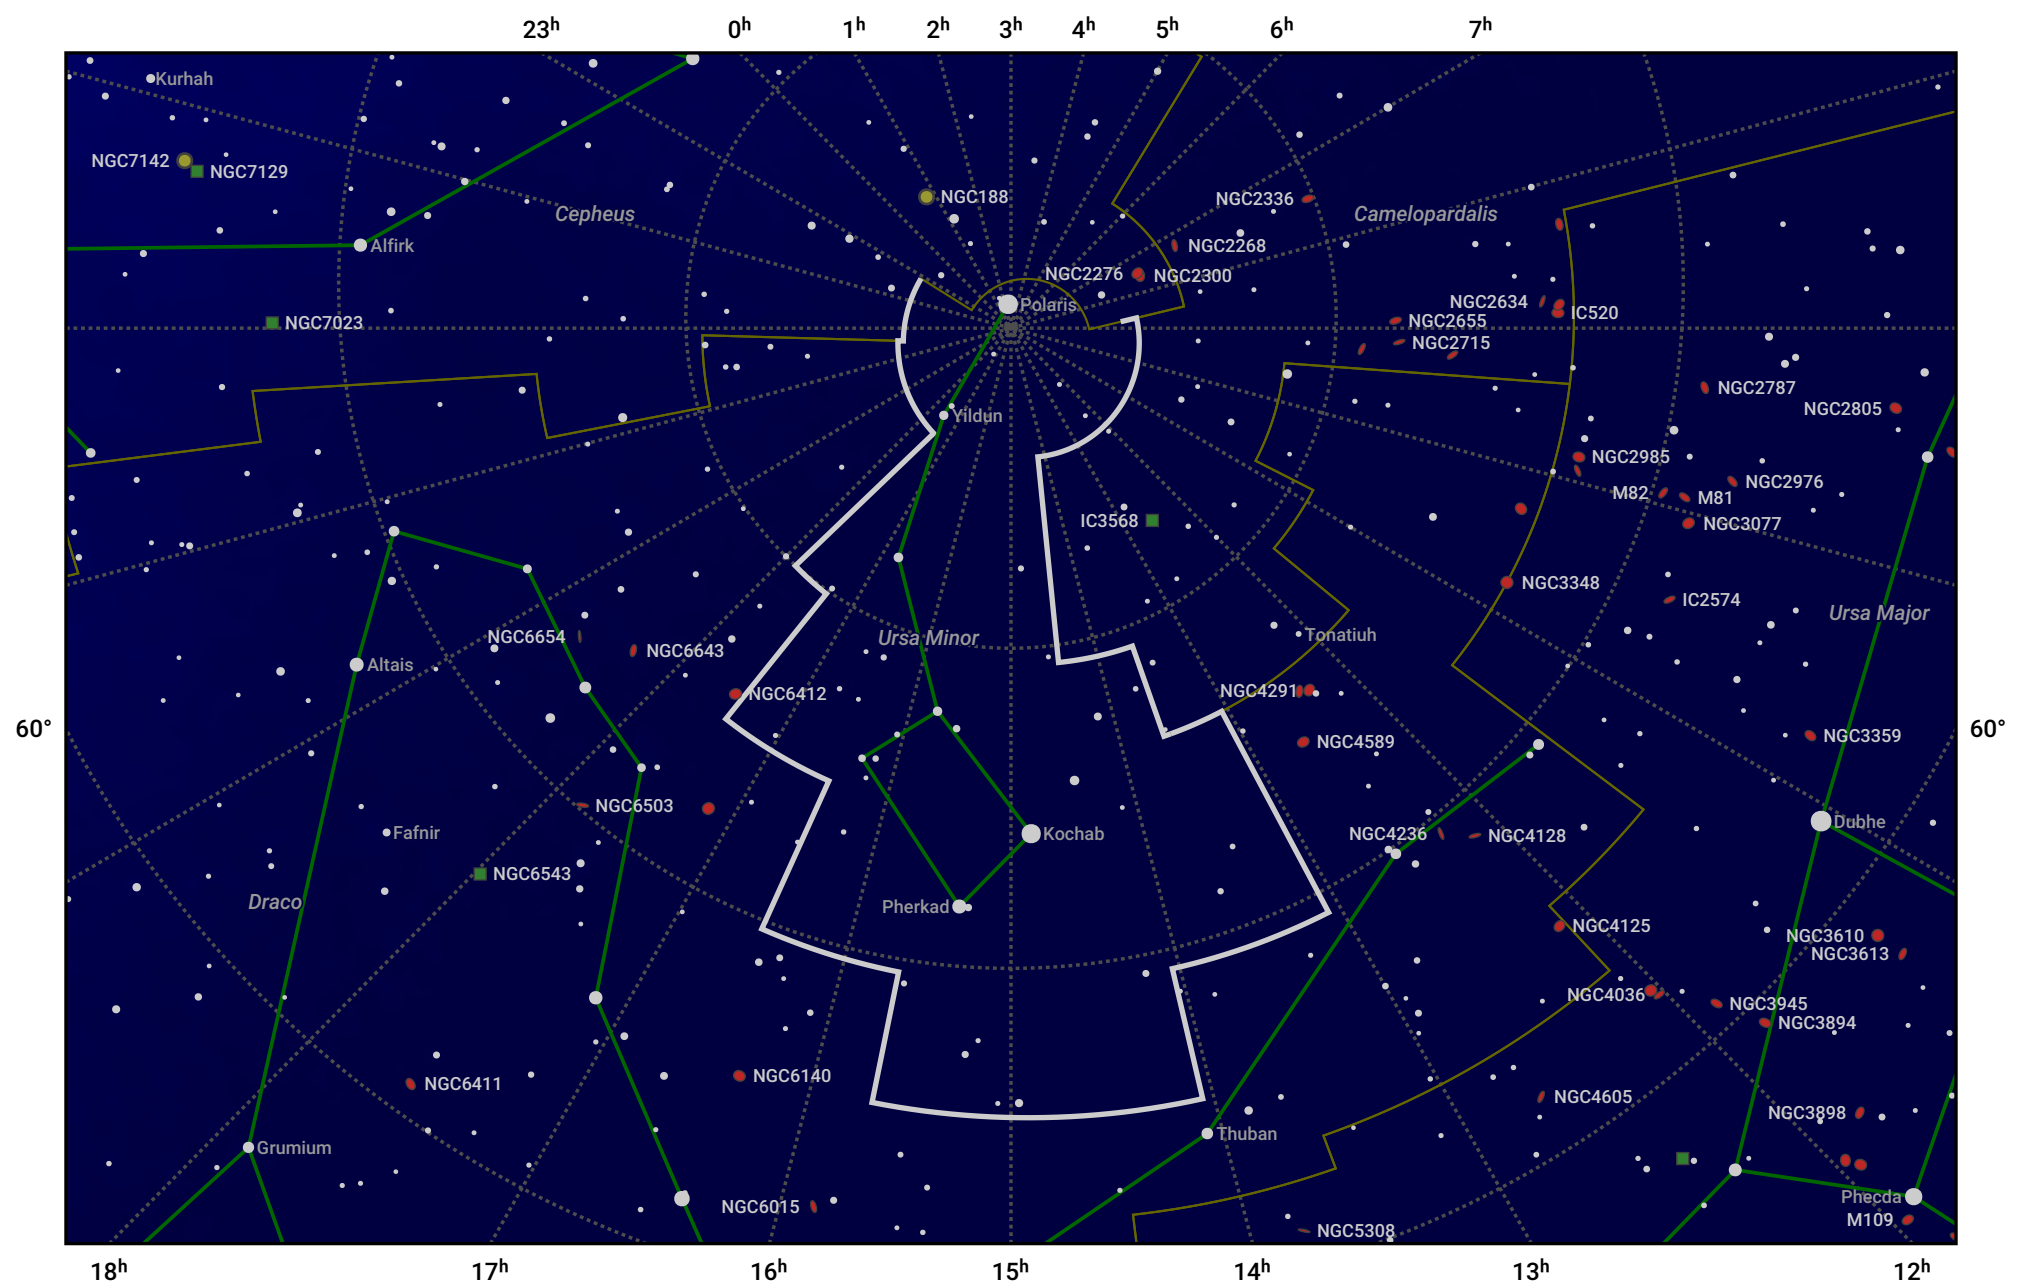 23ʰ 0ʰ 1ʰ 2ʰ 3ʰ 4ʰ 5ʰ 6ʰ 7ʰ
Kurhah
NGC7142
NGC7129
NGC188
NGC2336
Cepheus
Camelopardalis
Alfirk
NGC2268
NGC2276
NGC2300
Polaris
NGC2634
IC520
NGC7023
NGC2655
NGC2715
NGC2787
NGC2805
Yildun
NGC2985
NGC2976
M82
M81
IC3568
NGC3077
NGC3348
IC2574
Ursa Major
NGC6654
Ursa Minor
Tonatiuh
NGC6643
Altais
NGC6412
NGC4291
60°
60°
NGC4589
NGC3359
NGC6503
Dubhe
Fafnir
Kochab
NGC4236
NGC4128
NGC6543
Draco
Pherkad
NGC4125
NGC3610
NGC3613
NGC4036
NGC3945
NGC3894
NGC6411
NGC6140
NGC4605
NGC3898
Thuban
Grumium
Phecda
NGC6015
M109
NGC5308
18ʰ 17ʰ 16ʰ 15ʰ 14ʰ 13ʰ 12ʰ